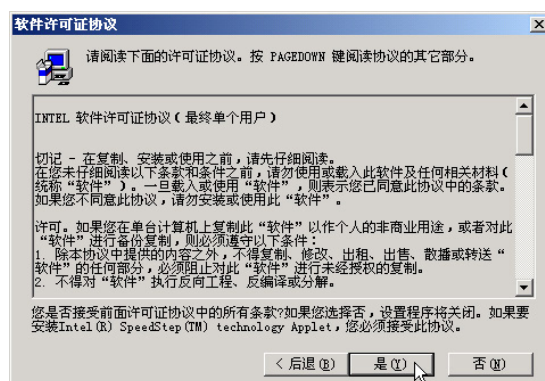 软件许可证协议
请阅读下面的许可证协议。按 PAGEDOWN 键阅读协议的其它部分。
INTEL 软件许可证协议(最终单个用户)
切记 - 在复制、安装或使用之前,请先仔细阅读。
在您未仔细阅读以下条款和条件之前,请勿使用或载入此软件及任何相关材料(
统称“软件”)。一旦载入或使用“软件”,则表示您已同意此协议中的条款。
如果您不同意此协议,请勿安装或使用此“软件”。
许可。如果您在单台计算机上复制此“软件”以作个人的非商业用途,或者对此
“软件”进行备份复制,则必须遵守以下条件:
1. 除本协议中提供的内容之外,不得复制、修改、出租、出售、散播或转送“
软件”的任何部分,必须阻止对此“软件”进行未经授权的复制。
2. 不得对“软件”执行反向工程、反编译或分解。
您是否接受前面许可证协议中的所有条款?如果您选择否,设置程序将关闭。如果要
安装Intel(R) SpeedStep(TM) technology Applet,您必须接受此协议。
< 后退(B) 是(Y) 否(N)